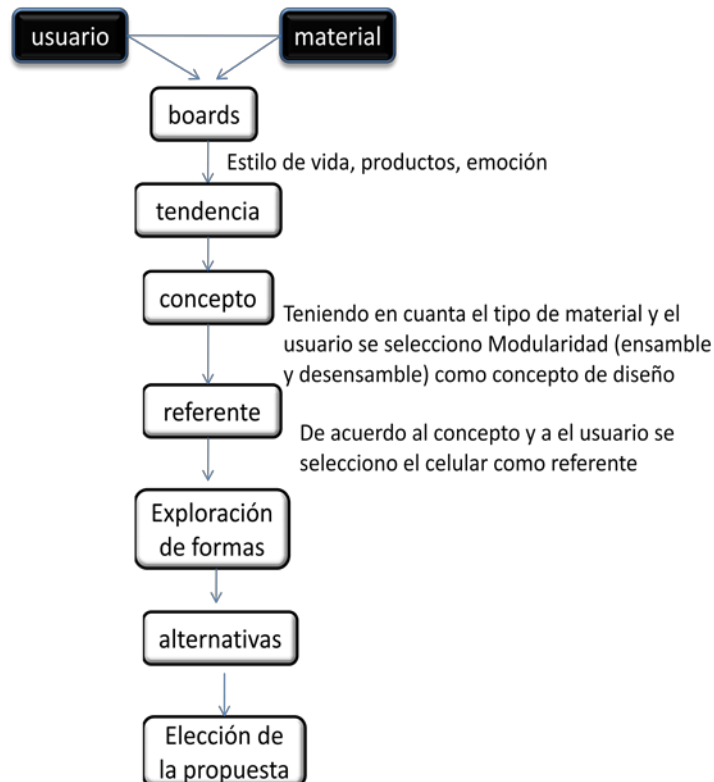 usuario
material
boards
Estilo de vida, productos, emoción
tendencia
concepto
Teniendo en cuanta el tipo de material y el
usuario se selecciono Modularidad (ensamble
y desensamble) como concepto de diseño
referente
De acuerdo al concepto y a el usuario se
selecciono el celular como referente
Exploración
de formas
alternativas
Elección de
la propuesta